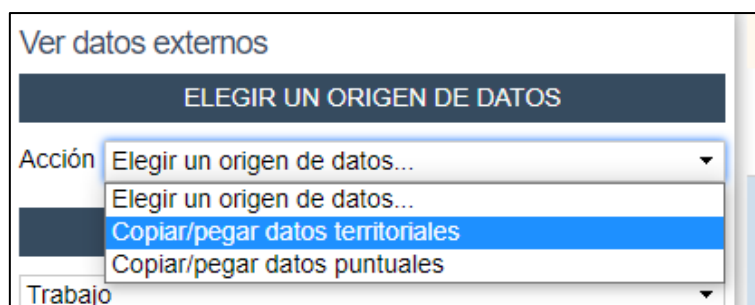 Ver datos externos
ELEGIR UN ORIGEN DE DATOS
Acción Elegir un origen de datos...
Elegir un origen de datos...
Copiar/pegar datos territoriales
Copiar/pegar datos puntuales
Trabajo